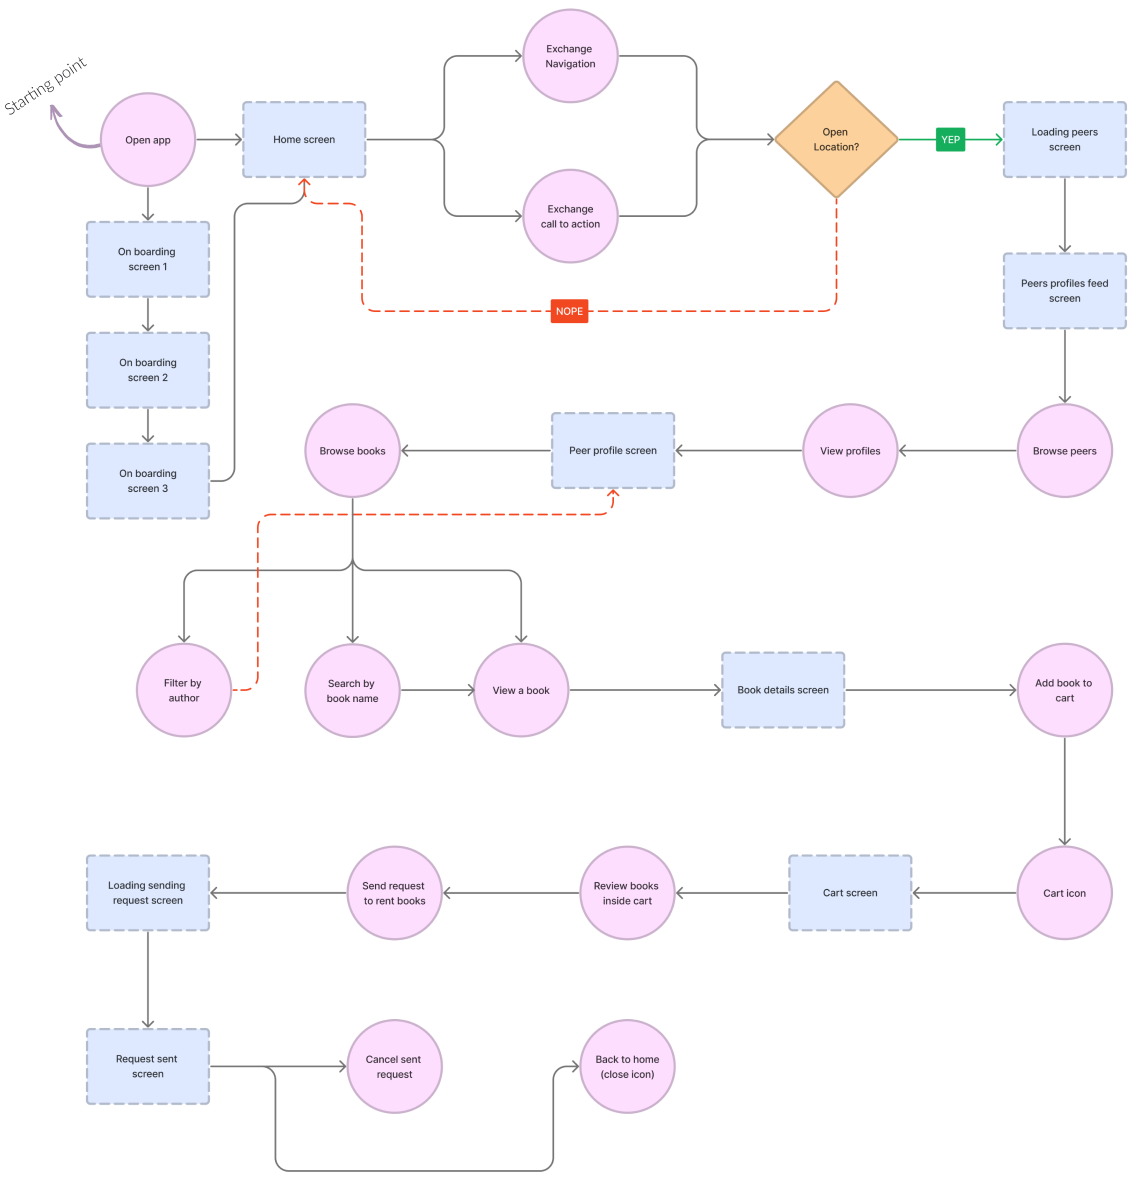 Starting point
Open app
Home screen
Exchange
Navigation
Exchange
call to action
Open
Location?
YEP
Loading peers
screen
On boarding
screen 1
Peers profiles feed
screen
NOPE
On boarding
screen 2
On boarding
screen 3
Browse books
Peer profile screen
View profiles
Browse peers
Filter by
author
Search by
book name
View a book
Book details screen
Add book to
cart
Loading sending
request screen
Send request
to rent books
Review books
inside cart
Cart screen
Cart icon
Request sent
screen
Cancel sent
request
Back to home
(close icon)